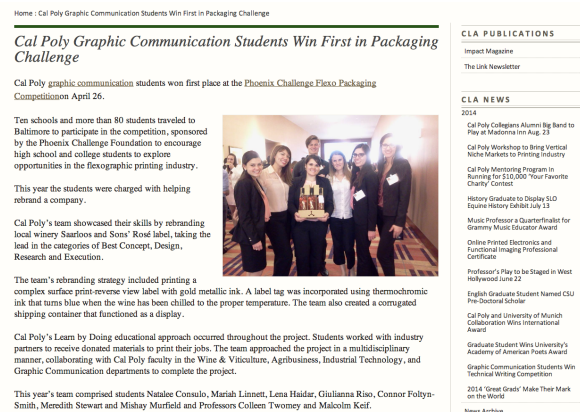 Home : Cal Poly Graphic Communication Students Win First in Packaging Challenge
Cal Poly Graphic Communication Students Win First in Packaging
Challenge
Cal Poly graphic communication students won first place at the Phoenix Challenge Flexo Packaging
Competitionon April 26.
Ten schools and more than 80 students traveled to
Baltimore to participate in the competition, sponsored
by the Phoenix Challenge Foundation to encourage
high school and college students to explore
opportunities in the flexographic printing industry.
This year the students were charged with helping
rebrand a company.
Cal Poly's team showcased their skills by rebranding
local winery Saarloos and Sons' Rosé label, taking the
lead in the categories of Best Concept, Design,
Research and Execution.
The team's rebranding strategy included printing a
complex surface print-reverse view label with gold metallic ink. A label tag was incorporated using thermochromic
ink that turns blue when the wine has been chilled to the proper temperature. The team also created a corrugated
shipping container that functioned as a display.
Cal Poly's Learn by Doing educational approach occurred throughout the project. Students worked with industry
partners to receive donated materials to print their jobs. The team approached the project in a multidisciplinary
manner, collaborating with Cal Poly faculty in the Wine & Viticulture, Agribusiness, Industrial Technology, and
Graphic Communication departments to complete the project.
This year's team comprised students Natalee Consulo, Mariah Linnett, Lena Haidar, Giulianna Riso, Connor Foltyn-
Smith, Meredith Stewart and Mishay Murfield and Professors Colleen Twomey and Malcolm Keif.
CLA PUBLICATIONS
Impact Magazine
The Link Newsletter
CLA NEWS
2014
Cal Poly Collegians Alumni Big Band to
Play at Madonna Inn Aug. 23
Cal Poly Workshop to Bring Vertical
Niche Markets to Printing Industry
Cal Poly Mentoring Program In
Running for $10,000 'Your Favorite
Charity' Contest
History Graduate to Display SLO
Equine History Exhibit July 13
Music Professor a Quarterfinalist for
Grammy Music Educator Award
Online Printed Electronics and
Functional Imaging Professional
Certificate
Professor's Play to be Staged in West
Hollywood June 22
English Graduate Student Named CSU
Pre-Doctoral Scholar
Cal Poly and University of Munich
Collaboration Wins International
Award
Graduate Student Wins University's
Academy of American Poets Award
Graphic Communication Students Win
Technical Writing Competition
2014 'Great Grads' Make Their Mark
on the World
News Archive